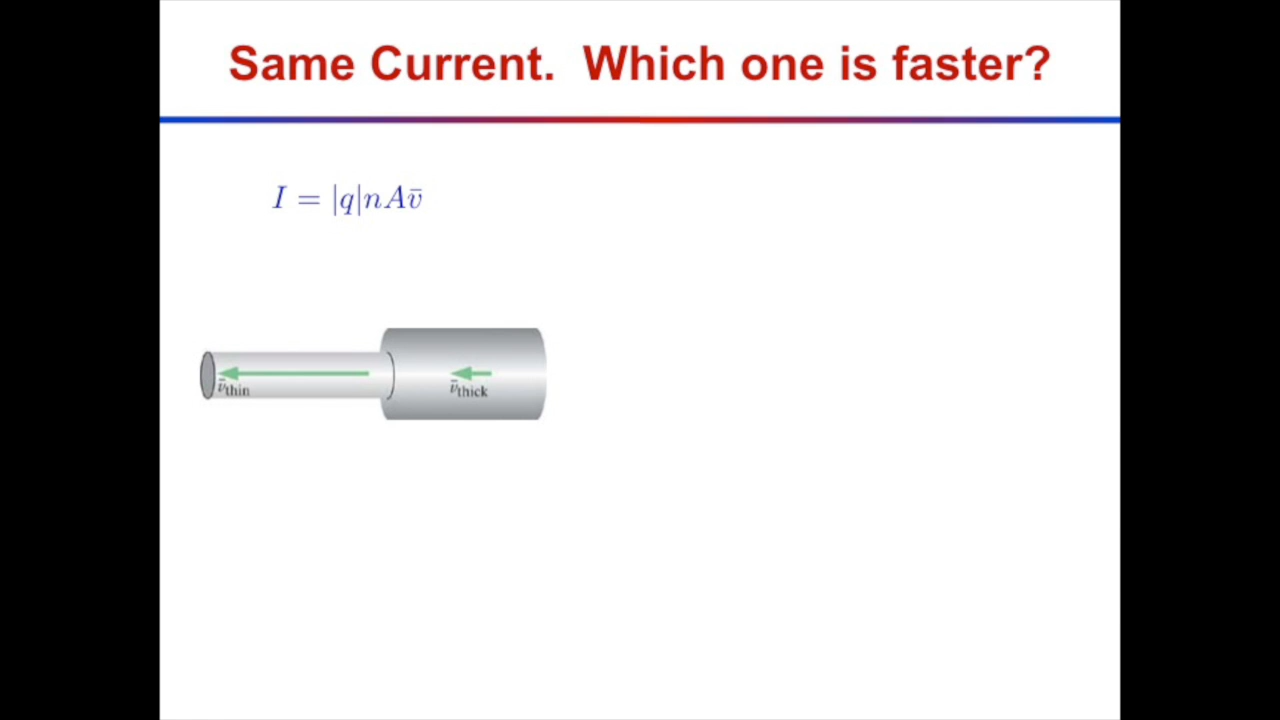 Same Current. Which one is faster?
I = |q|nAv̄
v̄thin
v̄thick